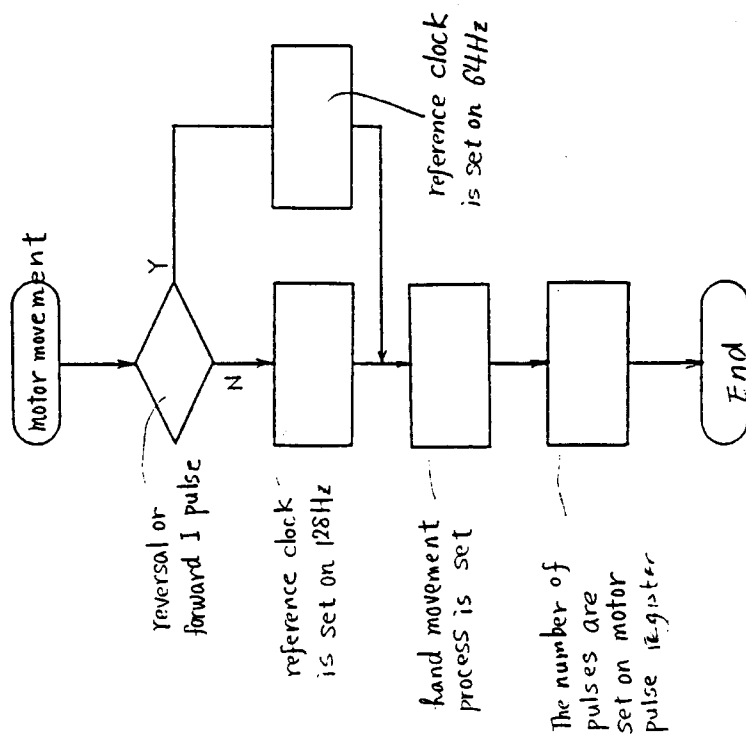 motor movement
Y
N
reversal or
forward I pulse
reference clock
is set on 64Hz
reference clock
is set on 128Hz
hand movement
process is set
The number of
pulses are
set on motor
pulse register
End